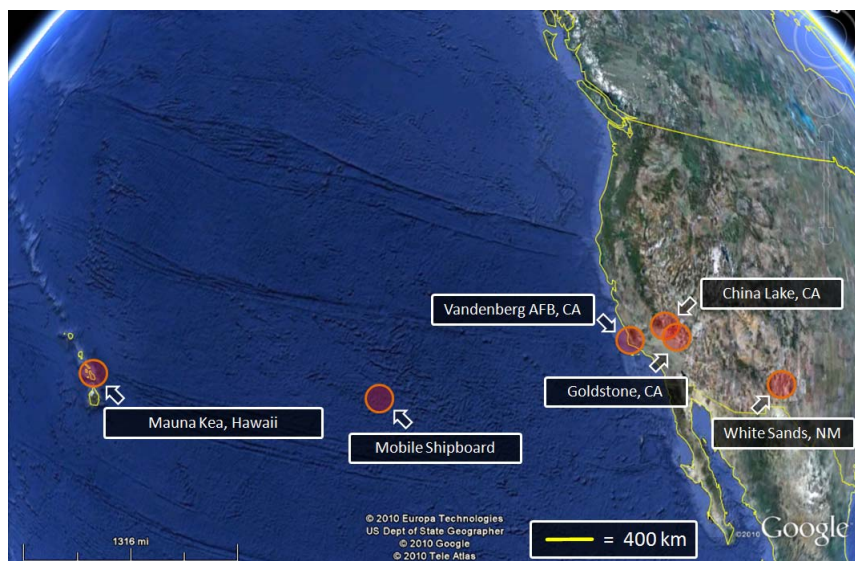 China Lake, CA
Vandenberg AFB, CA
Goldstone, CA
Mauna Kea, Hawaii
White Sands, NM
Mobile Shipboard
© 2010 Europa Technologies
US Dept of State Geographer
© 2010 Google
© 2010 Tele Atlas
= 400 km
©2010 Google
1316 mi